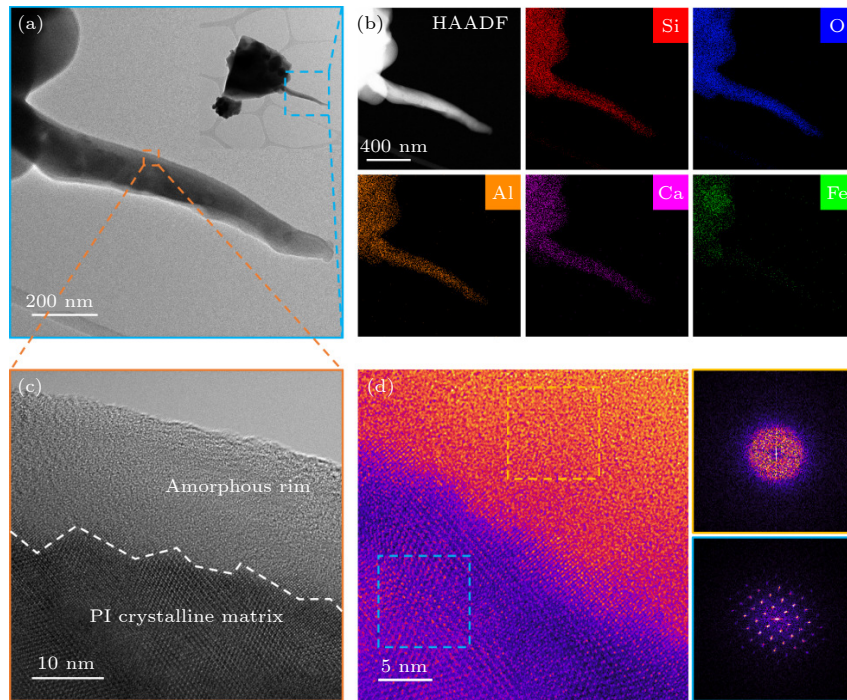 (a)
200 nm
(b)
HAADF
400 nm
Si
O
Al
Ca
Fe
(c)
Amorphous rim
PI crystalline matrix
10 nm
(d)
5 nm